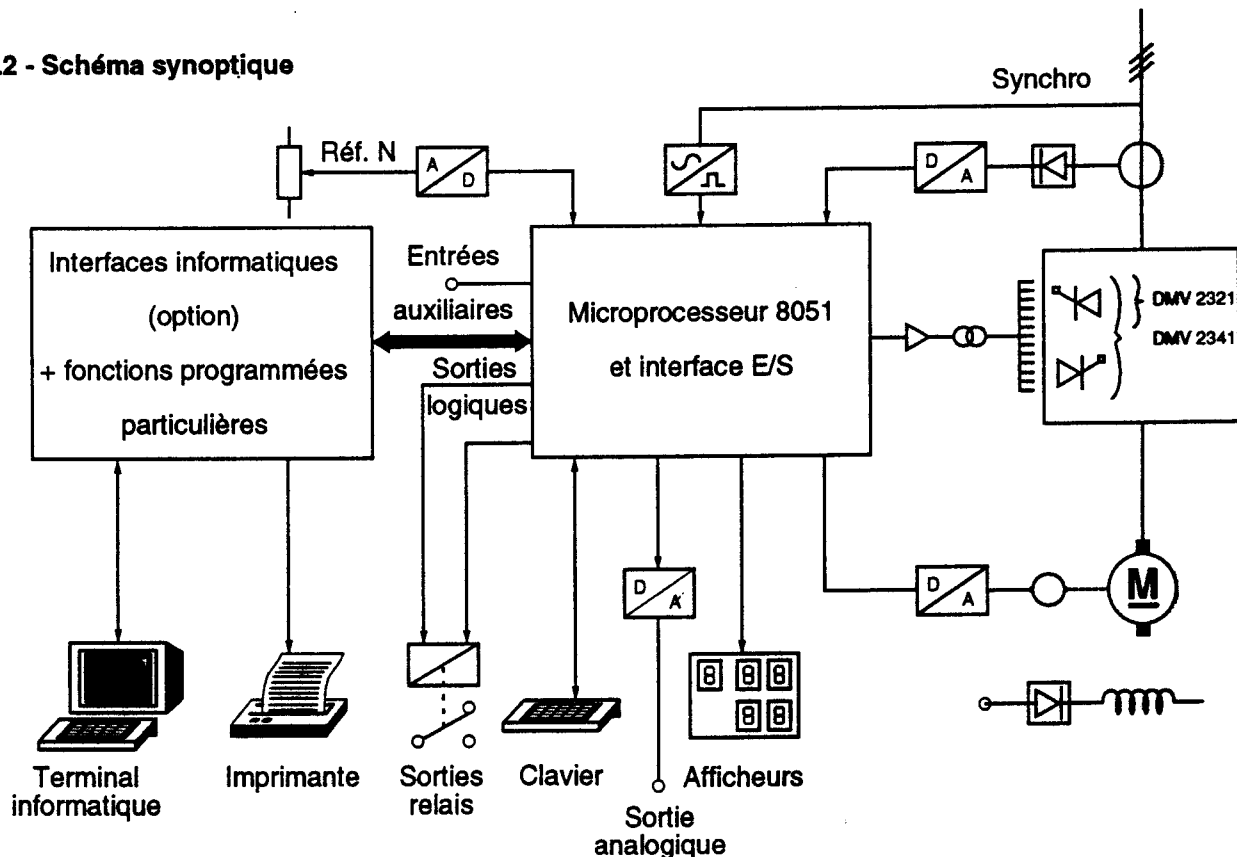 .2 - Schéma synoptique
Synchro
Réf. N
A
D
D
A
Interfaces informatiques
(option)
+ fonctions programmées
particulières
Entrées
auxiliaires
Sorties
logiques
Microprocesseur 8051
et interface E/S
DMV 2321
DMV 2341
D
A
D
A
M
8
8
8
8
8
Terminal
informatique
Imprimante
Sorties
relais
Clavier
Sortie
analogique
Afficheurs